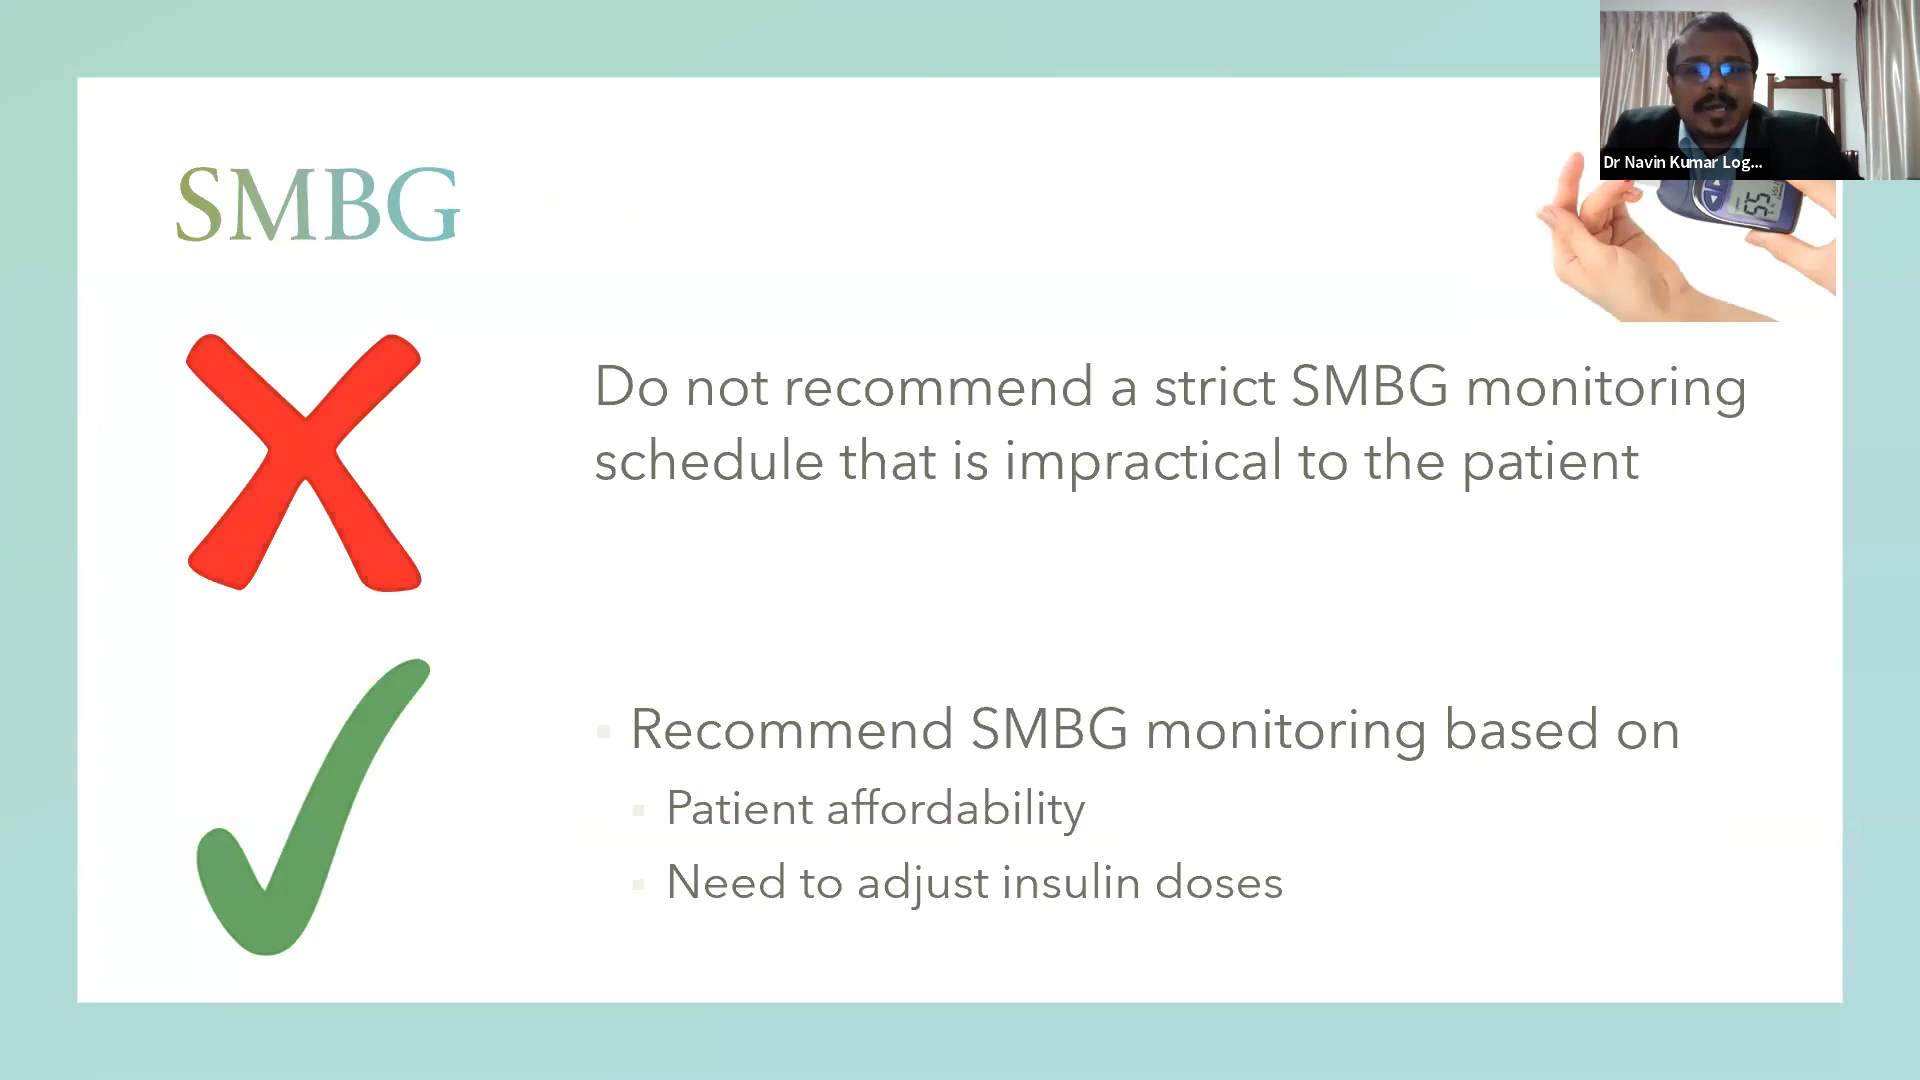 SMBG
Dr Navin Kumar Log...
Do not recommend a strict SMBG monitoring
schedule that is impractical to the patient
Recommend SMBG monitoring based on
Patient affordability
Need to adjust insulin doses